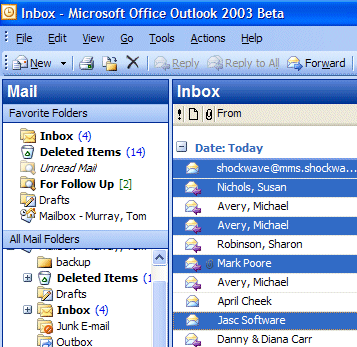 Inbox - Microsoft Office Outlook 2003 Beta
File Edit View Go Tools Actions Help
New Reply Reply to All Forward
Mail
Favorite Folders
Inbox (4)
Deleted Items (14)
Unread Mail
For Follow Up [2]
Drafts
Mailbox - Murray, Tom
All Mail Folders
backup
Deleted Items (1
Drafts
Inbox (4)
Junk E-mail
Outbox
Inbox
! From
Date: Today
shockwave@mms.shockwa...
Nichols, Susan
Avery, Michael
Avery, Michael
Robinson, Sharon
Mark Poore
Avery, Michael
April Cheek
Jasc Software
Danny & Diana Carr